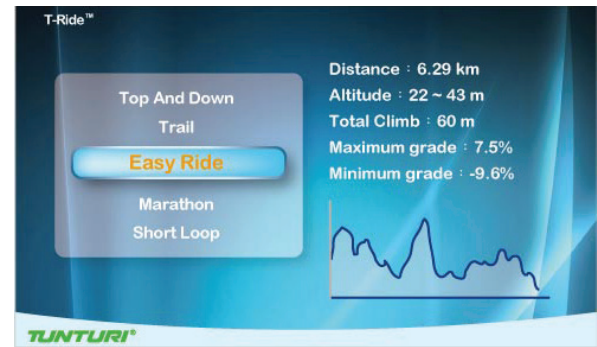 T-Ride™
Top And Down
Trail
Easy Ride
Marathon
Short Loop
Distance : 6.29 km
Altitude : 22 ~ 43 m
Total Climb : 60 m
Maximum grade : 7.5%
Minimum grade : -9.6%
TUNTURI®